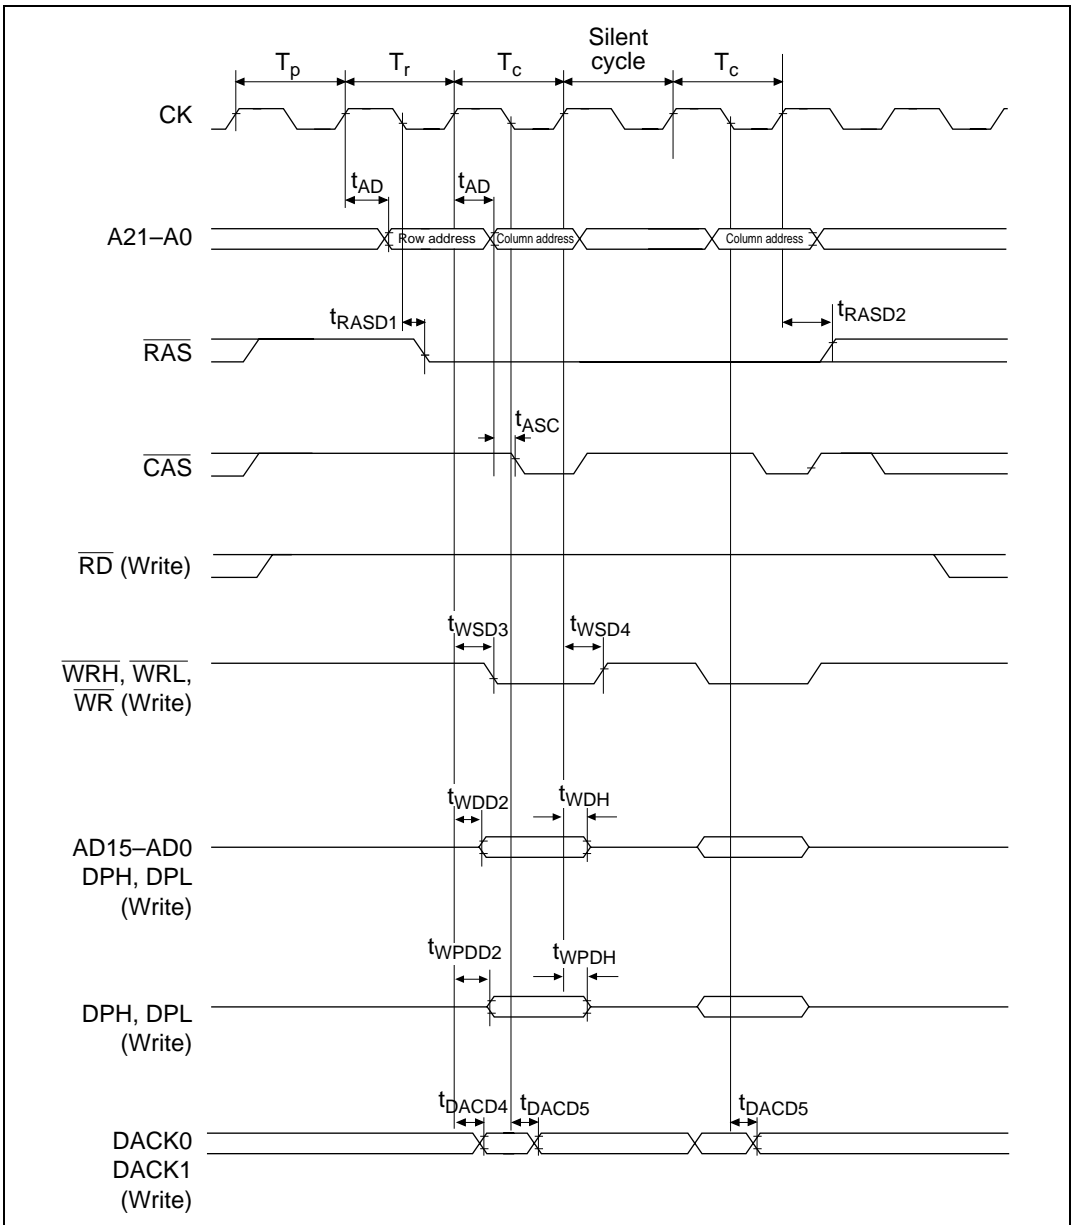 Silent
cycle
Tp Tr Tc Tc
CK
tAD tAD
A21–A0 Row address Column address Column address
tRASD1 tRASD2
RAS
tASC
CAS
RD (Write)
tWSD3 tWSD4
WRH, WRL,
WR (Write)
tWDD2 tWDH
AD15–AD0
DPH, DPL
(Write)
tWPDD2 tWPDH
DPH, DPL
(Write)
tDACD4 tDACD5 tDACD5
DACK0
DACK1
(Write)